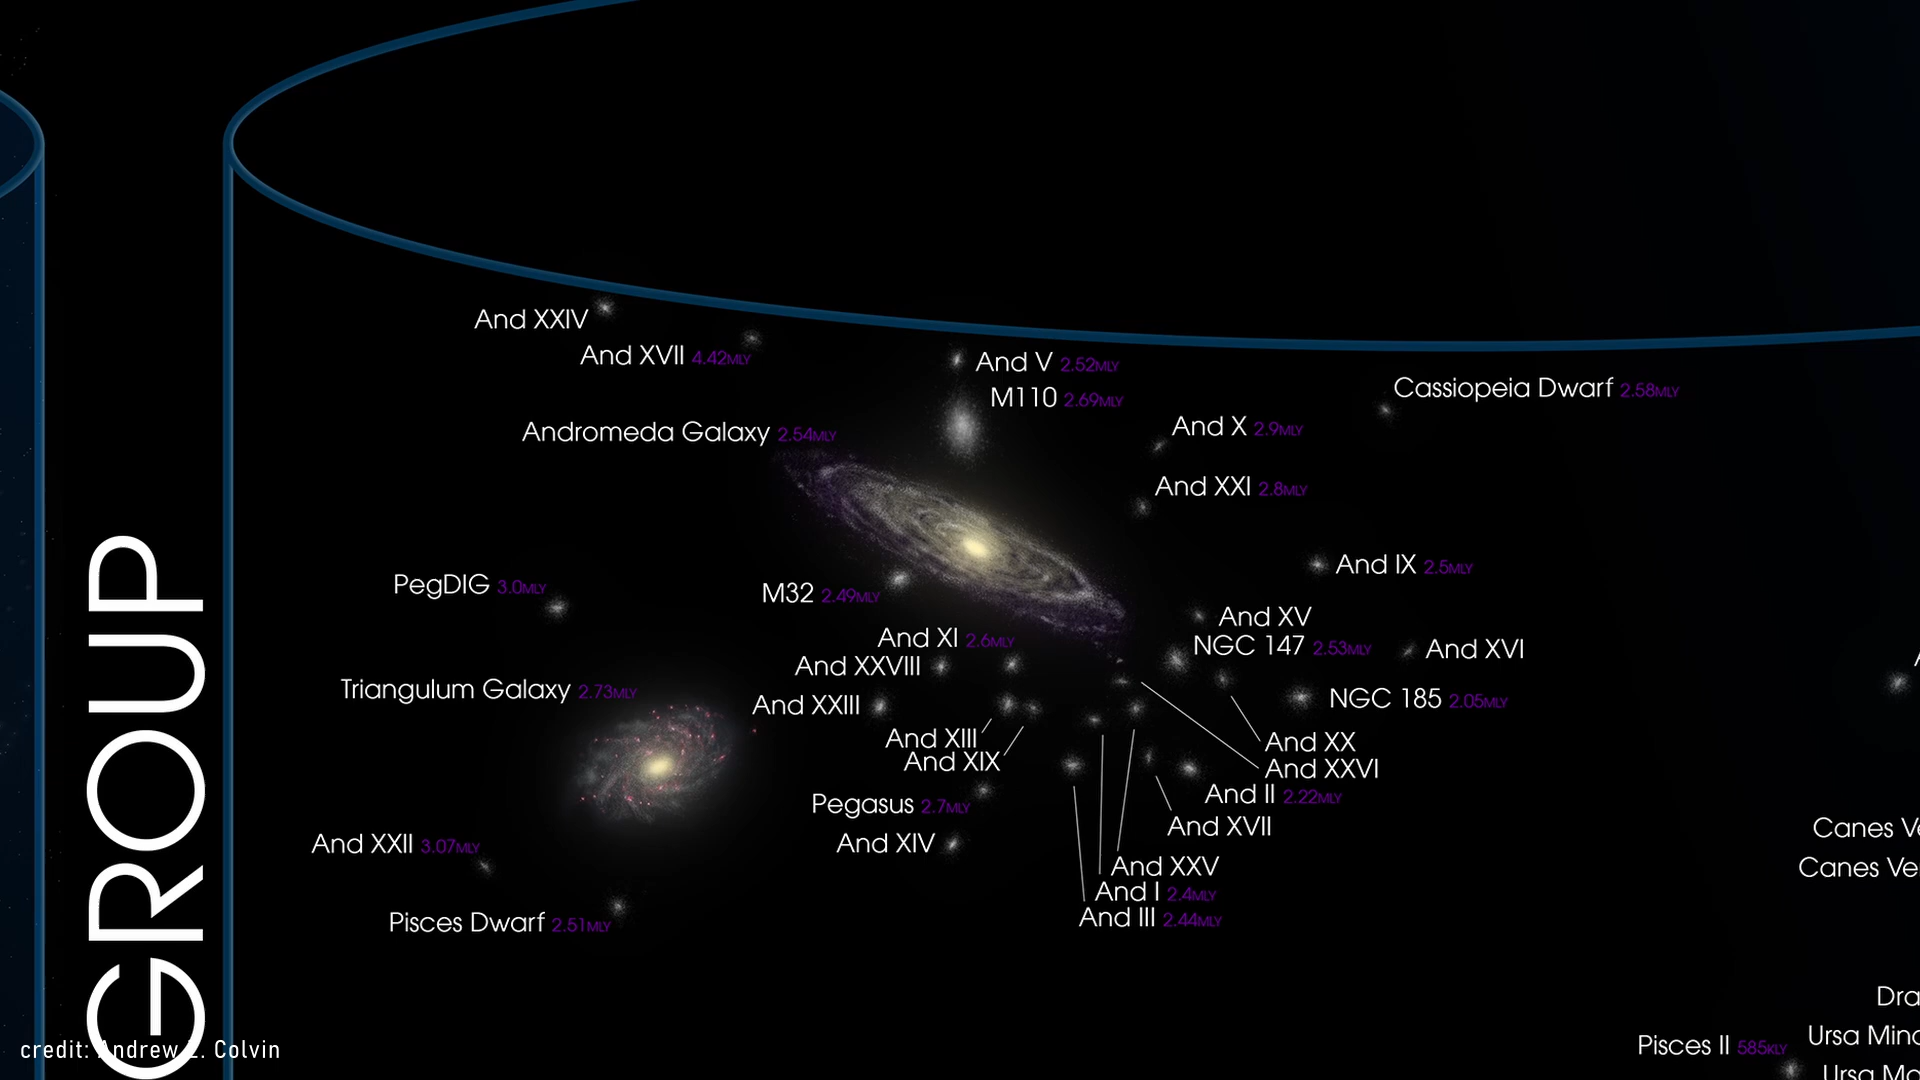 And XXIV
And XVII 4.42MLY
And V 2.52MLY
M110 2.69MLY
Cassiopeia Dwarf 2.58MLY
Andromeda Galaxy 2.54MLY
And X 2.9MLY
And XXI 2.8MLY
And IX 2.5MLY
PegDIG 3.0MLY
M32 2.49MLY
And XV
And XI 2.6MLY
NGC 147 2.53MLY
And XVI
And XXVIII
Triangulum Galaxy 2.73MLY
NGC 185 2.05MLY
And XXIII
And XIII
And XX
And XIX
And XXVI
And II 2.22MLY
Pegasus 2.7MLY
And XVII
Canes
And XXII 3.07MLY
And XIV
And XXV
Canes
And I 2.4MLY
And III 2.44MLY
Pisces Dwarf 2.51MLY
Ursa
Pisces II 585KLY
Ursa
GROUP
credit: Andrew Z. Colvin